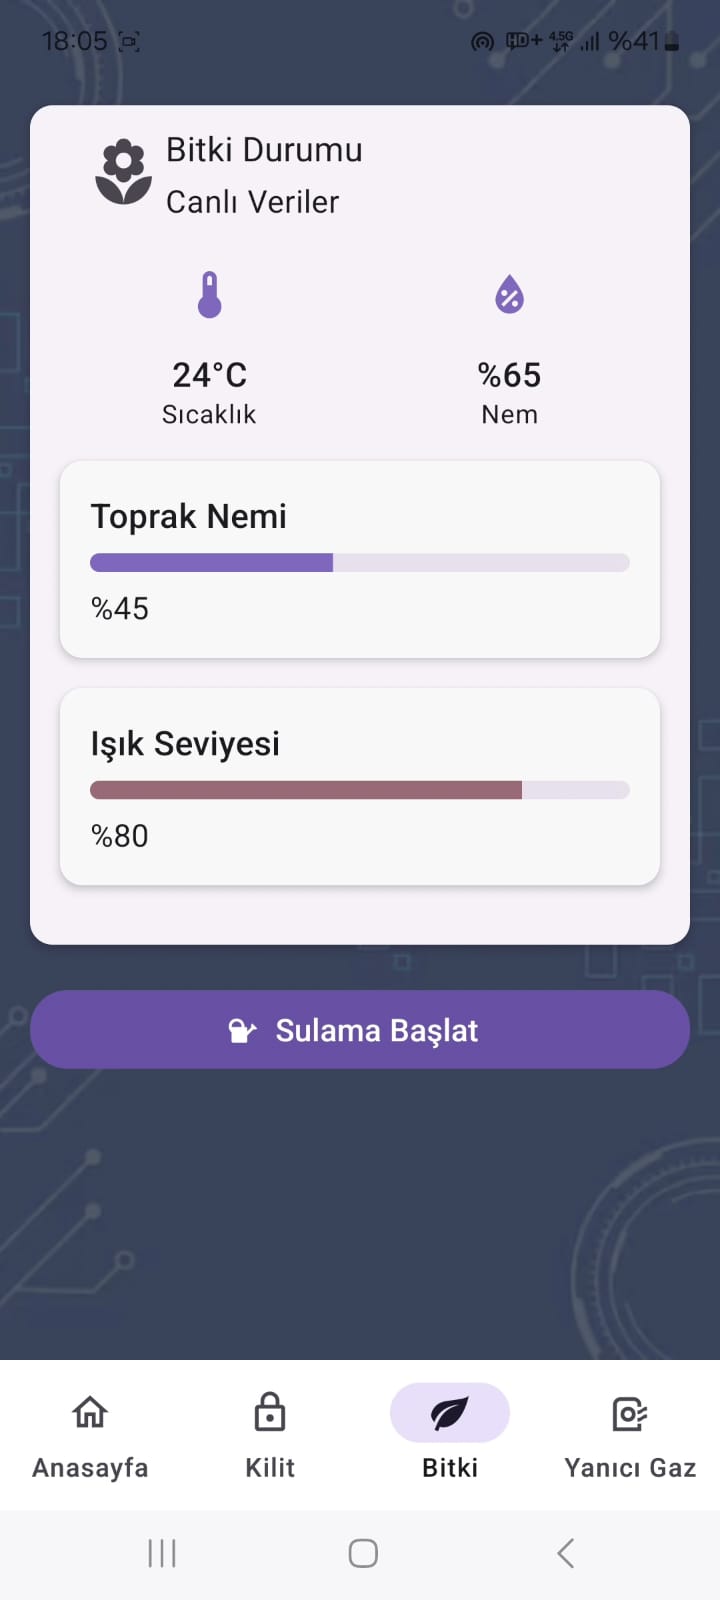 18:05 HD+ 4.5G %41
Bitki Durumu
Canlı Veriler
24°C %65
Sıcaklık Nem
Toprak Nemi
%45
Işık Seviyesi
%80
Sulama Başlat
Anasayfa Kilit Bitki Yanıcı Gaz